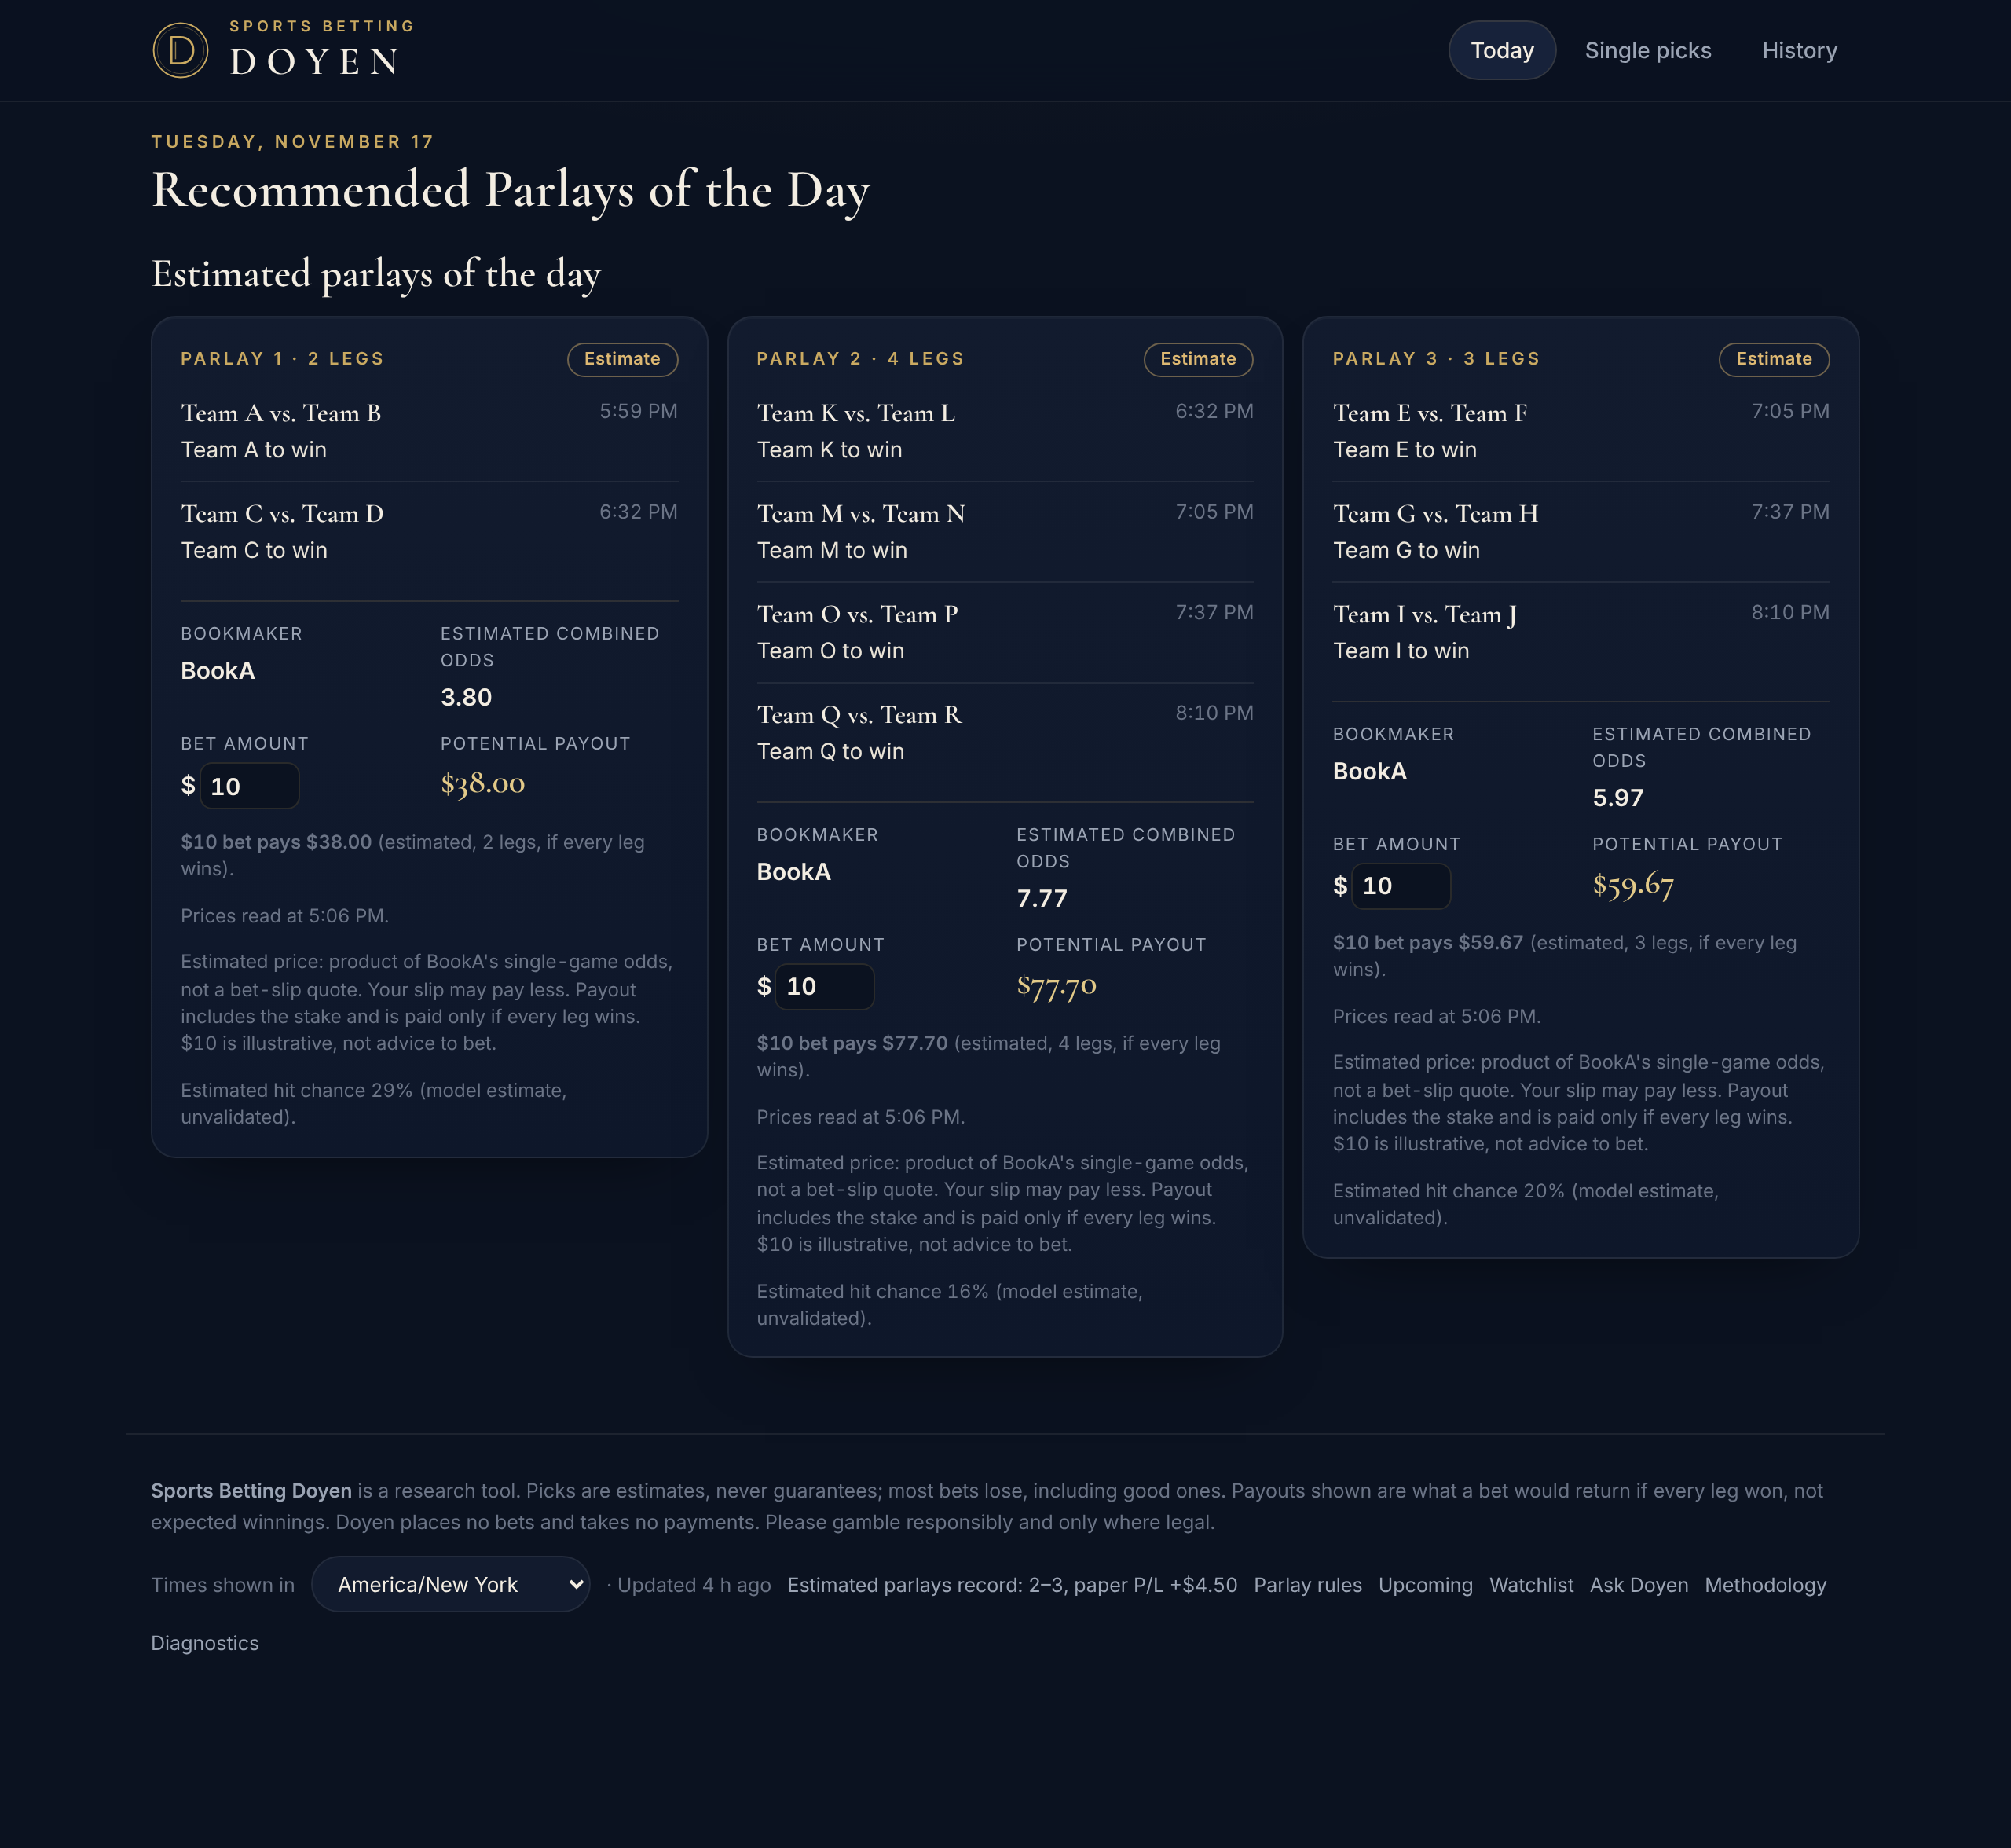 SPORTS BETTING
DOYEN
Today
Single picks
History
TUESDAY, NOVEMBER 17
Recommended Parlays of the Day
Estimated parlays of the day
PARLAY 1 · 2 LEGS
Estimate
Team A vs. Team B
5:59 PM
Team A to win
Team C vs. Team D
6:32 PM
Team C to win
BOOKMAKER
BookA
ESTIMATED COMBINED
ODDS
3.80
BET AMOUNT
$ 10
POTENTIAL PAYOUT
$38.00
$10 bet pays $38.00 (estimated, 2 legs, if every leg
wins).
Prices read at 5:06 PM.
Estimated price: product of BookA's single-game odds,
not a bet-slip quote. Your slip may pay less. Payout
includes the stake and is paid only if every leg wins.
$10 is illustrative, not advice to bet.
Estimated hit chance 29% (model estimate,
unvalidated).
PARLAY 2 · 4 LEGS
Estimate
Team K vs. Team L
6:32 PM
Team K to win
Team M vs. Team N
7:05 PM
Team M to win
Team O vs. Team P
7:37 PM
Team O to win
Team Q vs. Team R
8:10 PM
Team Q to win
BOOKMAKER
BookA
ESTIMATED COMBINED
ODDS
7.77
BET AMOUNT
$ 10
POTENTIAL PAYOUT
$77.70
$10 bet pays $77.70 (estimated, 4 legs, if every leg
wins).
Prices read at 5:06 PM.
Estimated price: product of BookA's single-game odds,
not a bet-slip quote. Your slip may pay less. Payout
includes the stake and is paid only if every leg wins.
$10 is illustrative, not advice to bet.
Estimated hit chance 16% (model estimate,
unvalidated).
PARLAY 3 · 3 LEGS
Estimate
Team E vs. Team F
7:05 PM
Team E to win
Team G vs. Team H
7:37 PM
Team G to win
Team I vs. Team J
8:10 PM
Team I to win
BOOKMAKER
BookA
ESTIMATED COMBINED
ODDS
5.97
BET AMOUNT
$ 10
POTENTIAL PAYOUT
$59.67
$10 bet pays $59.67 (estimated, 3 legs, if every leg
wins).
Prices read at 5:06 PM.
Estimated price: product of BookA's single-game odds,
not a bet-slip quote. Your slip may pay less. Payout
includes the stake and is paid only if every leg wins.
$10 is illustrative, not advice to bet.
Estimated hit chance 20% (model estimate,
unvalidated).
Sports Betting Doyen is a research tool. Picks are estimates, never guarantees; most bets lose, including good ones. Payouts shown are what a bet would return if every leg won, not
expected winnings. Doyen places no bets and takes no payments. Please gamble responsibly and only where legal.
Times shown in America/New York · Updated 4 h ago Estimated parlays record: 2–3, paper P/L +$4.50 Parlay rules Upcoming Watchlist Ask Doyen Methodology
Diagnostics